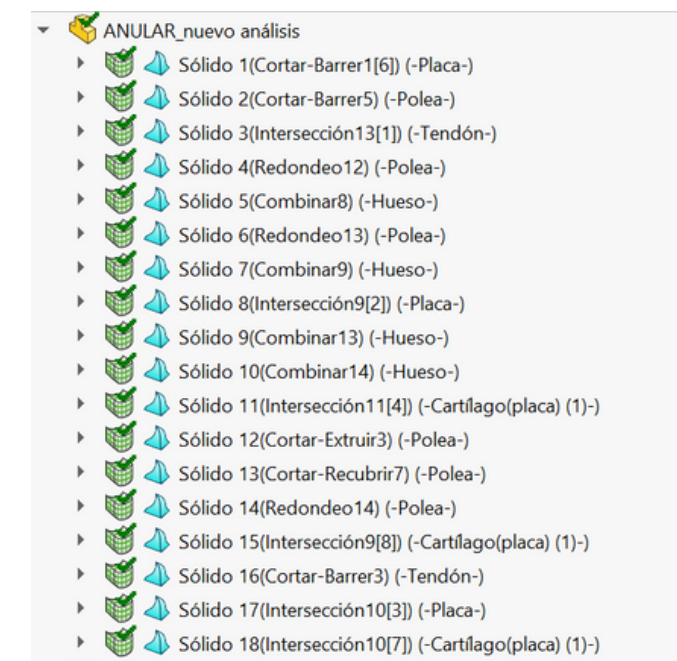 ANULAR_nuevo análisis
Sólido 1(Cortar-Barrer1[6]) (-Placa-)
Sólido 2(Cortar-Barrer5) (-Polea-)
Sólido 3(Intersección13[1]) (-Tendón-)
Sólido 4(Redondeo12) (-Polea-)
Sólido 5(Combinar8) (-Hueso-)
Sólido 6(Redondeo13) (-Polea-)
Sólido 7(Combinar9) (-Hueso-)
Sólido 8(Intersección9[2]) (-Placa-)
Sólido 9(Combinar13) (-Hueso-)
Sólido 10(Combinar14) (-Hueso-)
Sólido 11(Intersección11[4]) (-Cartílago(placa) (1)-)
Sólido 12(Cortar-Extruir3) (-Polea-)
Sólido 13(Cortar-Recubrir7) (-Polea-)
Sólido 14(Redondeo14) (-Polea-)
Sólido 15(Intersección9[8]) (-Cartílago(placa) (1)-)
Sólido 16(Cortar-Barrer3) (-Tendón-)
Sólido 17(Intersección10[3]) (-Placa-)
Sólido 18(Intersección10[7]) (-Cartílago(placa) (1)-)